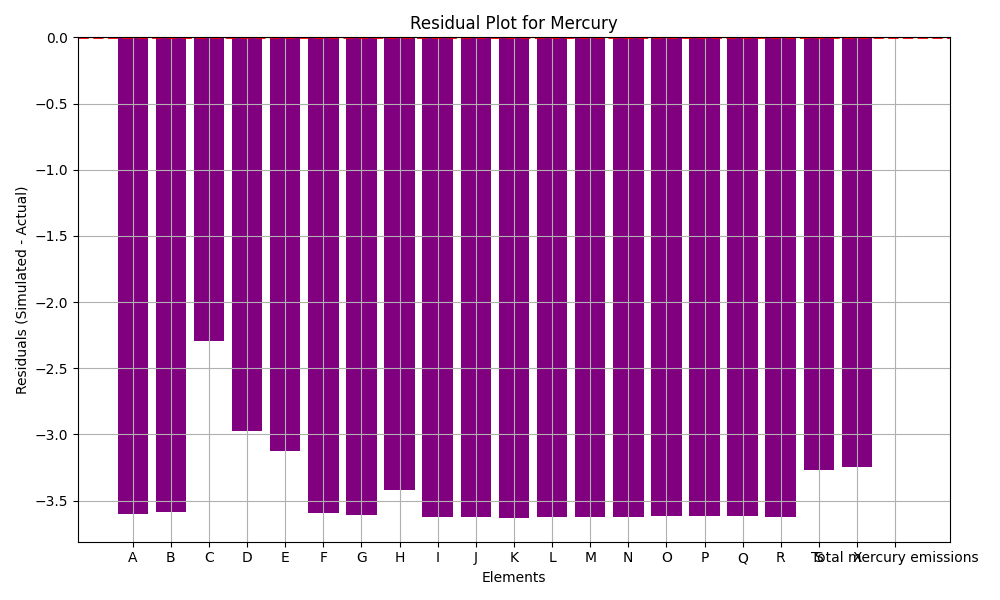 Residual Plot for Mercury
0.0
−0.5
−1.0
−1.5
−2.0
−2.5
−3.0
−3.5
Residuals (Simulated - Actual)
A B C D E F G H I J K L M N O P Q R S X Total mercury emissions
Elements